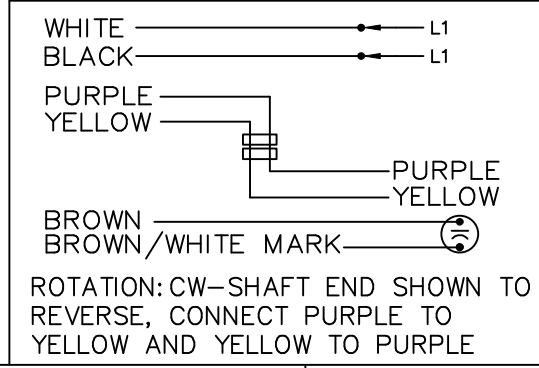 WHITE L1
BLACK L1
PURPLE
YELLOW
PURPLE
YELLOW
BROWN
BROWN/WHITE MARK
ROTATION: CW-SHAFT END SHOWN TO
REVERSE, CONNECT PURPLE TO
YELLOW AND YELLOW TO PURPLE